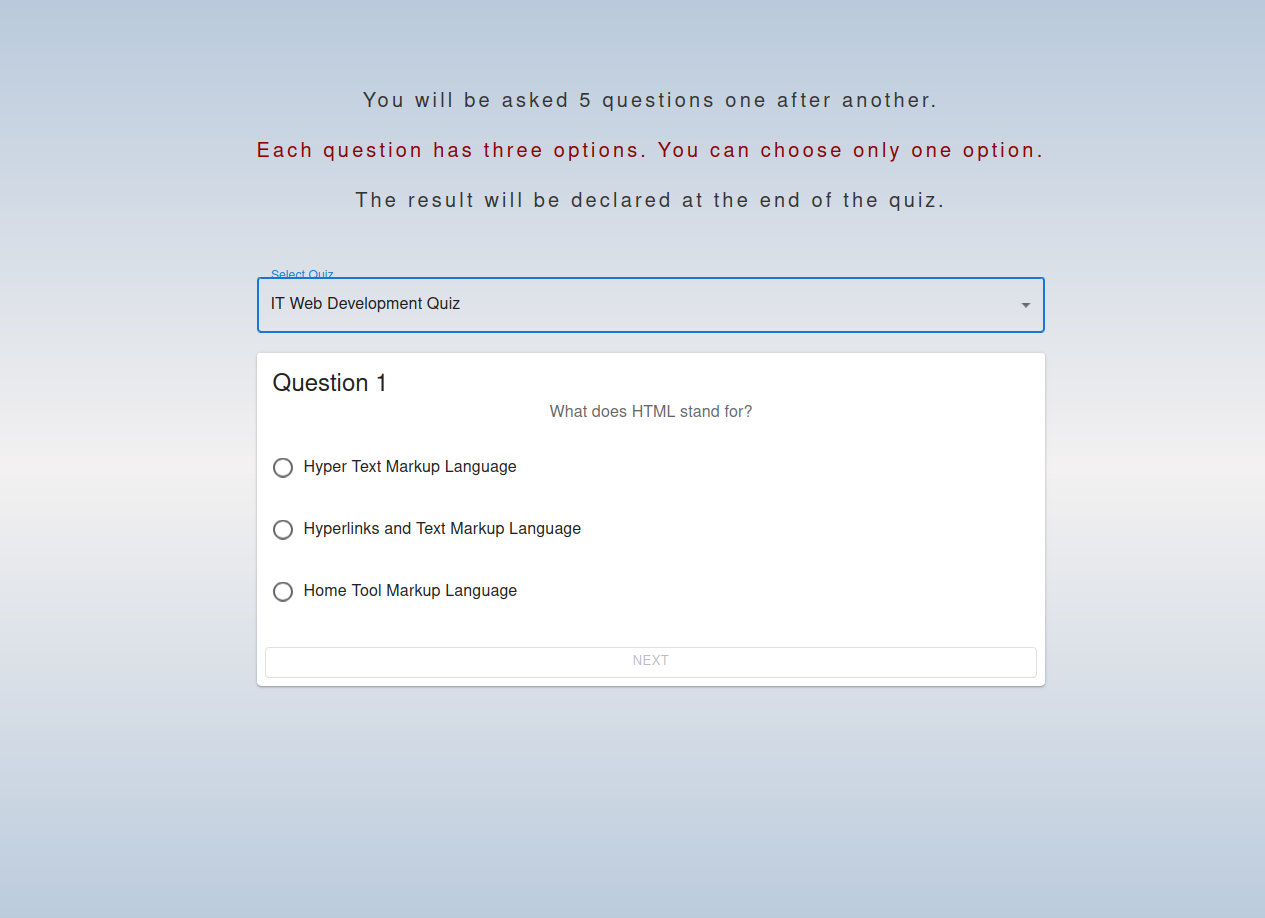 You will be asked 5 questions one after another.
Each question has three options. You can choose only one option.
The result will be declared at the end of the quiz.
Select Quiz
IT Web Development Quiz
Question 1
What does HTML stand for?
Hyper Text Markup Language
Hyperlinks and Text Markup Language
Home Tool Markup Language
NEXT